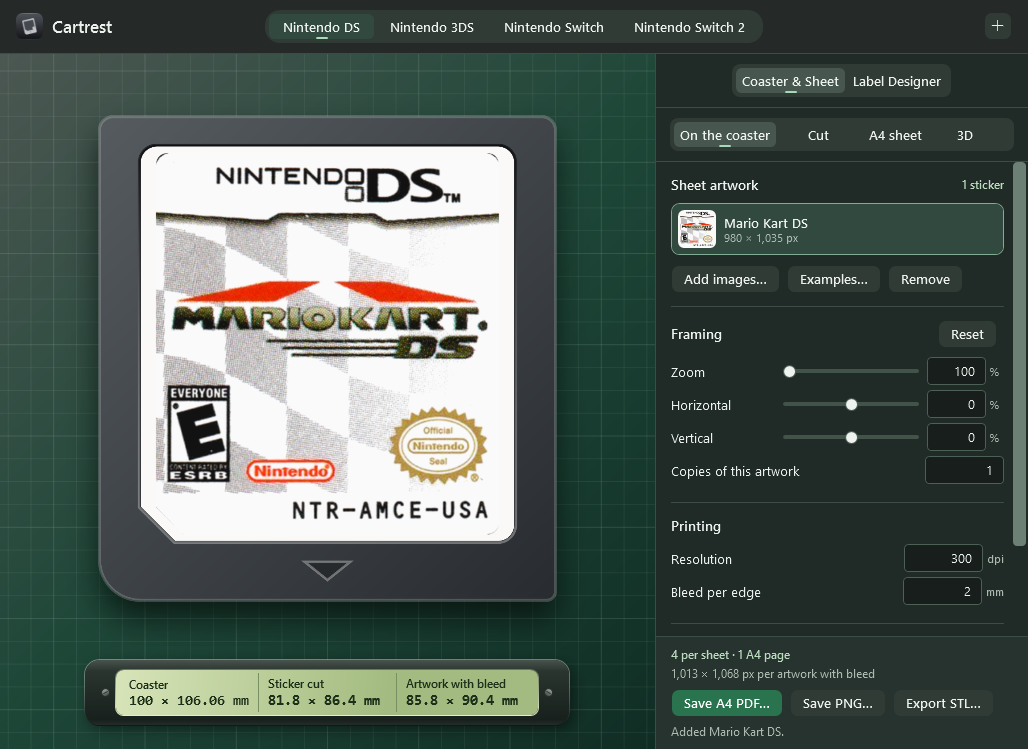 Cartrest
Nintendo DS
Nintendo 3DS
Nintendo Switch
Nintendo Switch 2
+
Coaster & Sheet
Label Designer
On the coaster
Cut
A4 sheet
3D
NINTENDO DS™
MARIOKART.
DS
EVERYONE
E
CONTENT RATED BY
ESRB
Nintendo®
Official
Nintendo
Seal
®
NTR-AMCE-USA
Coaster
100 × 106.06 mm
Sticker cut
81.8 × 86.4 mm
Artwork with bleed
85.8 × 90.4 mm
Sheet artwork
1 sticker
Mario Kart DS
980 × 1,035 px
Add images...
Examples...
Remove
Framing
Reset
Zoom
100 %
Horizontal
0 %
Vertical
0 %
Copies of this artwork
1
Printing
Resolution
300 dpi
Bleed per edge
2 mm
4 per sheet · 1 A4 page
1,013 × 1,068 px per artwork with bleed
Save A4 PDF...
Save PNG...
Export STL...
Added Mario Kart DS.